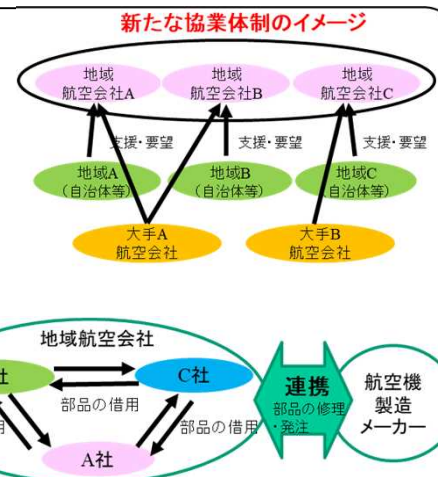 新たな協業体制のイメージ
地域
航空会社A
地域
航空会社B
地域
航空会社C
支援・要望
支援・要望
支援・要望
地域A
(自治体等)
地域B
(自治体等)
地域C
(自治体等)
大手A
航空会社
大手B
航空会社
地域航空会社
社
C社
部品の借用
用
部品の借用
A社
連携
部品の修理
・発注
航空機
製造
メーカー